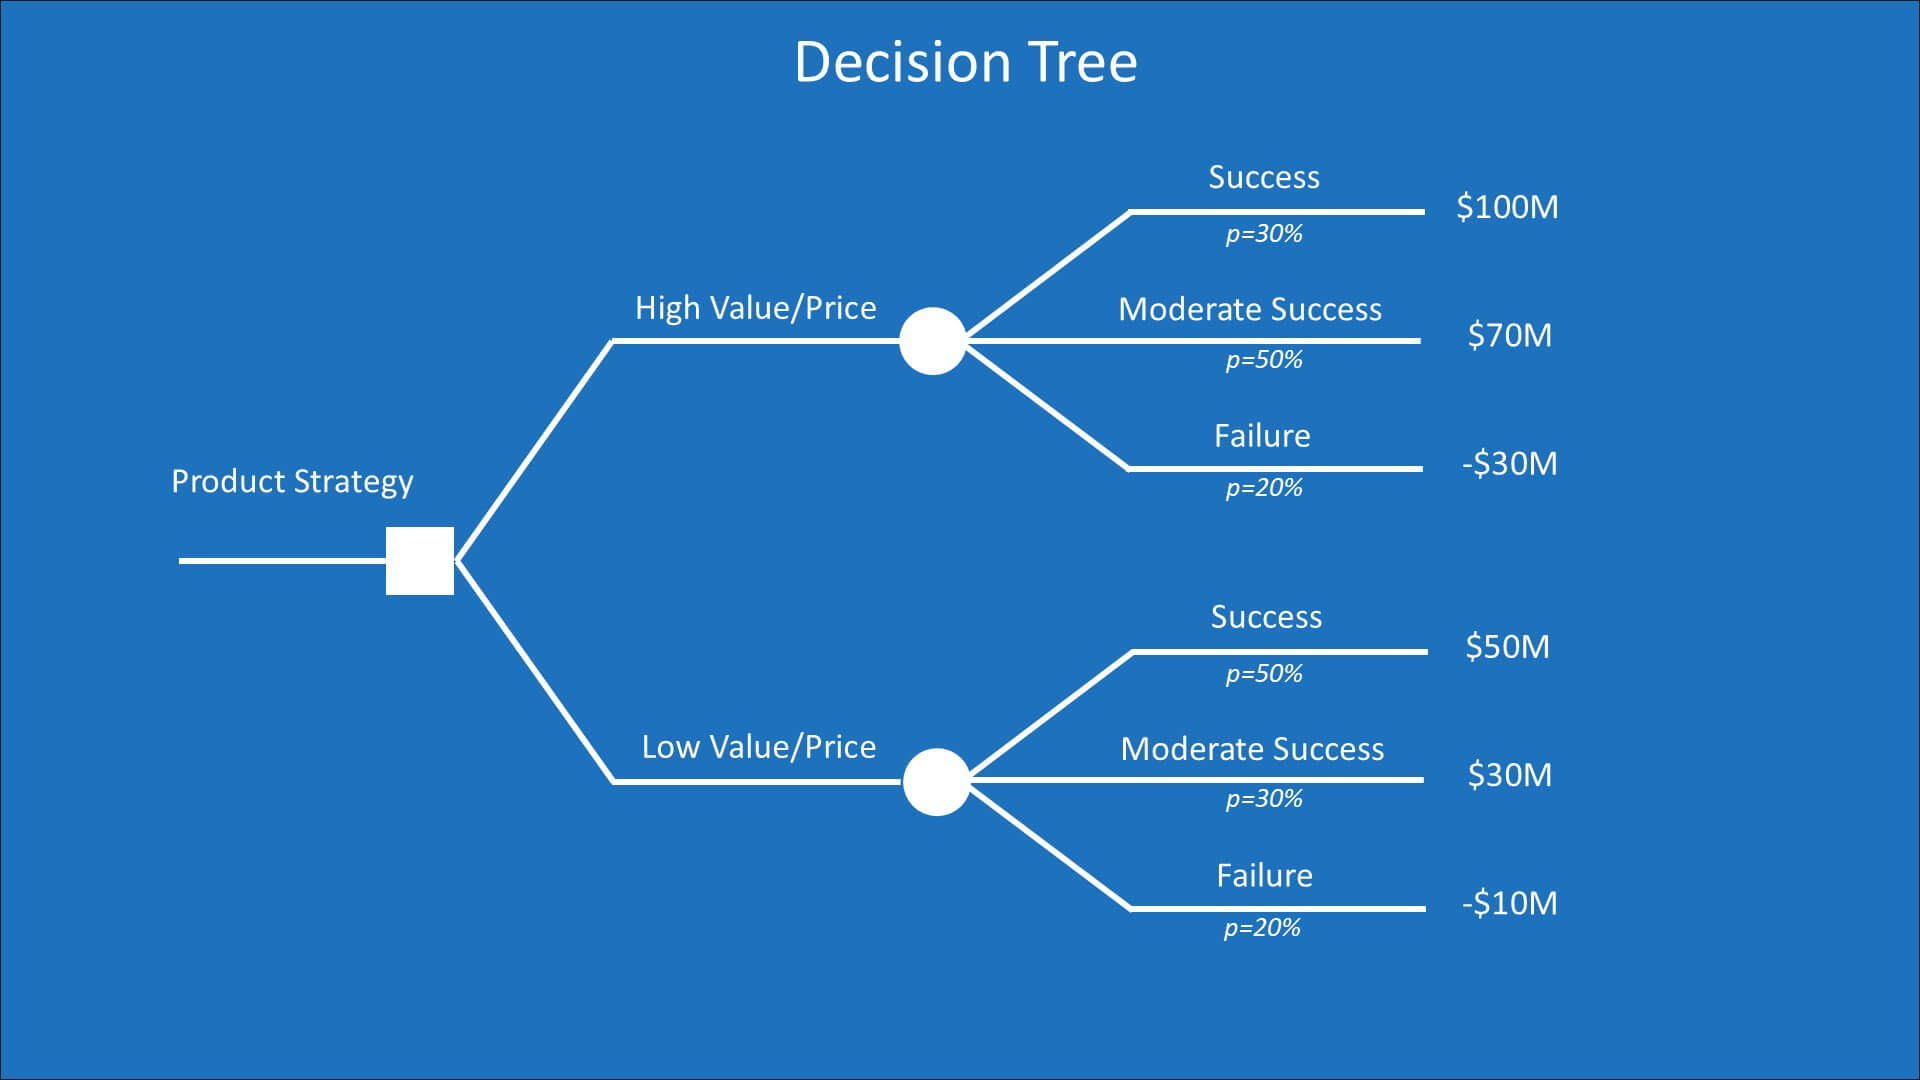 Decision Tree
Success
$100M
p=30%
High Value/Price
Moderate Success
$70M
p=50%
Failure
-$30M
p=20%
Product Strategy
Success
$50M
p=50%
Low Value/Price
Moderate Success
$30M
p=30%
Failure
-$10M
p=20%